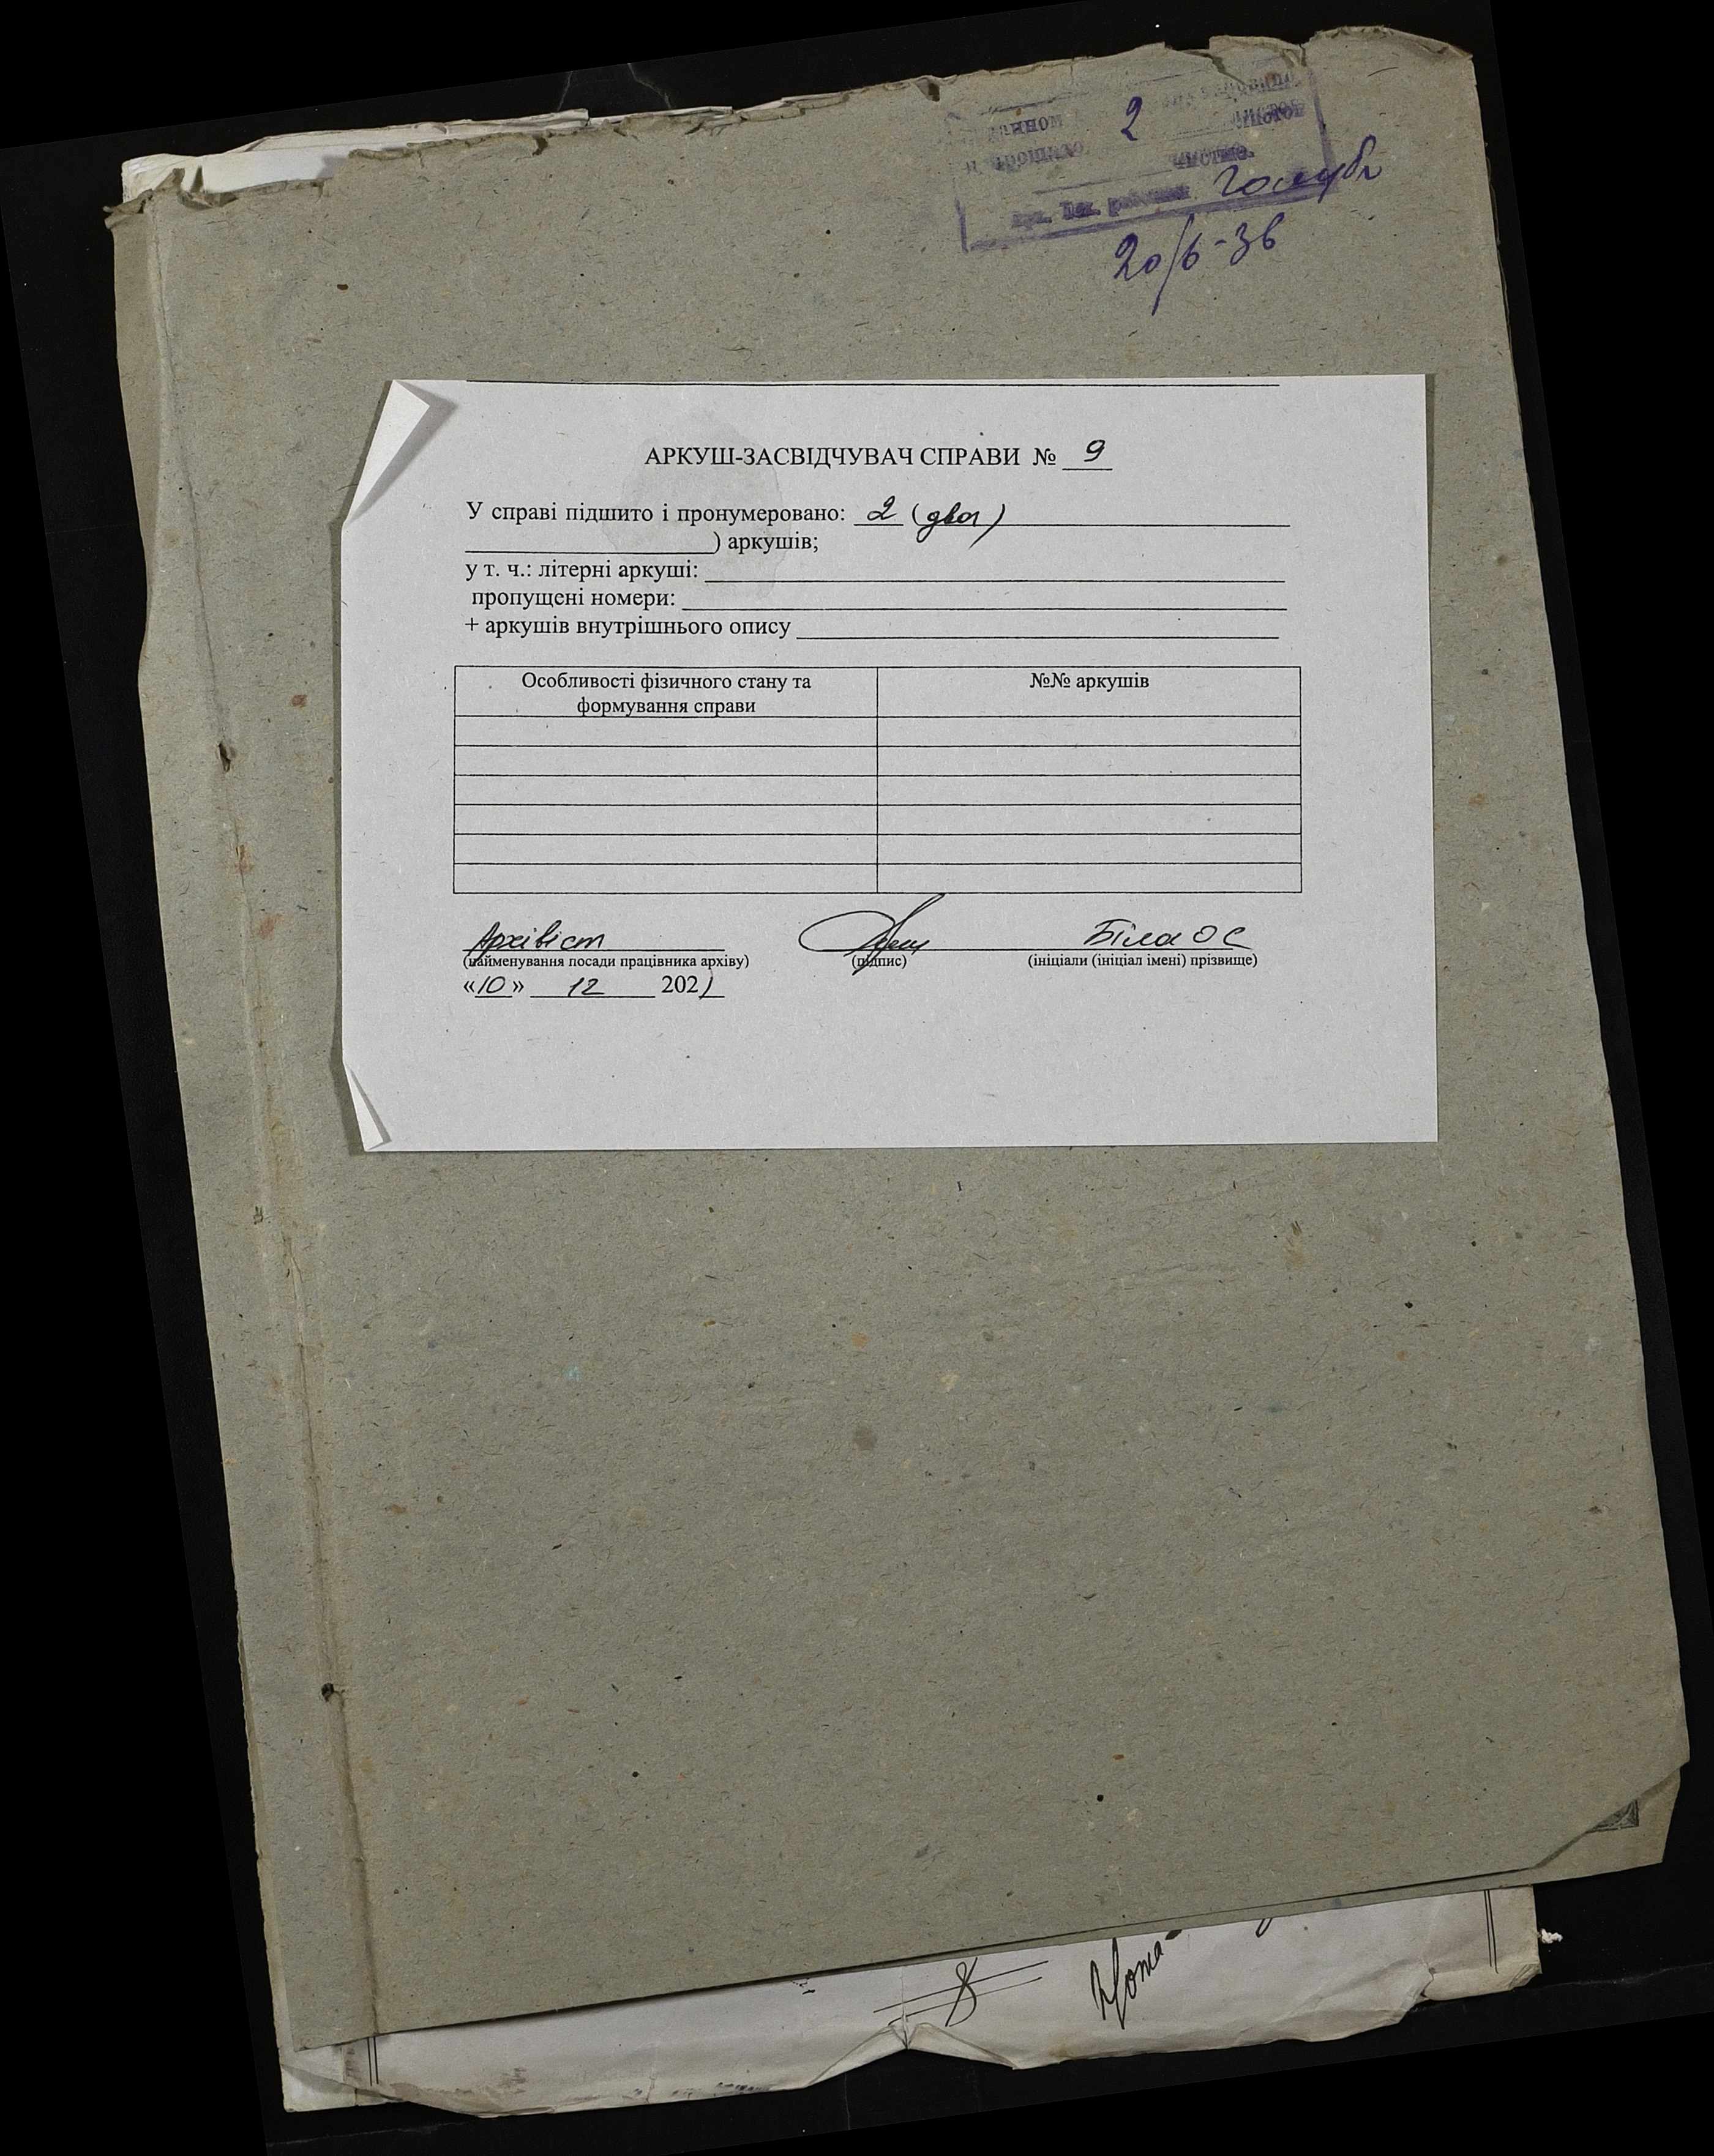 2
20/6-36
АРКУШ-ЗАСВІДЧУВАЧ СПРАВИ № 9
У справі підшито і пронумеровано: 2 (два)
) аркушів;
у т. ч.: літерні аркуші:
пропущені номери:
+ аркушів внутрішнього опису
Особливості фізичного стану та формування справи
№№ аркушів
Архівіст Біла О С
(найменування посади працівника архіву) (підпис) (ініціали (ініціал імені) прізвище)
«10» 12 2021
8